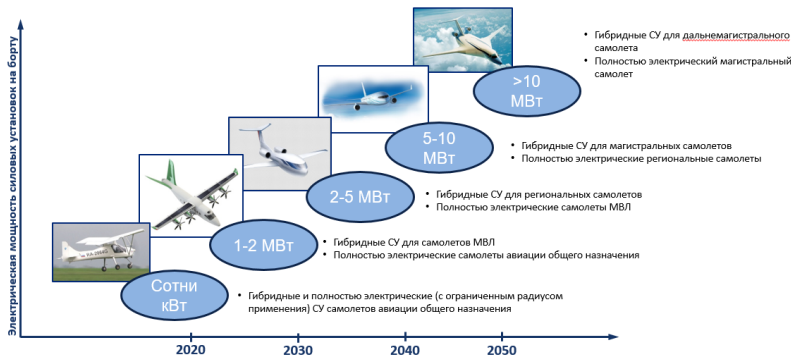 Электрическая мощность силовых установок на борту
• Гибридные СУ для дальнемагистрального
самолета
• Полностью электрический магистральный
самолет
>10
МВт
5-10
МВт
• Гибридные СУ для магистральных самолетов
• Полностью электрические региональные самолеты
2-5 МВт
• Гибридные СУ для региональных самолетов
• Полностью электрические самолеты МВЛ
1-2 МВт
• Гибридные СУ для самолетов МВЛ
• Полностью электрические самолеты авиации общего назначения
Сотни
кВт
• Гибридные и полностью электрические (с ограниченным радиусом
применения) СУ самолетов авиации общего назначения
2020
2030
2040
2050